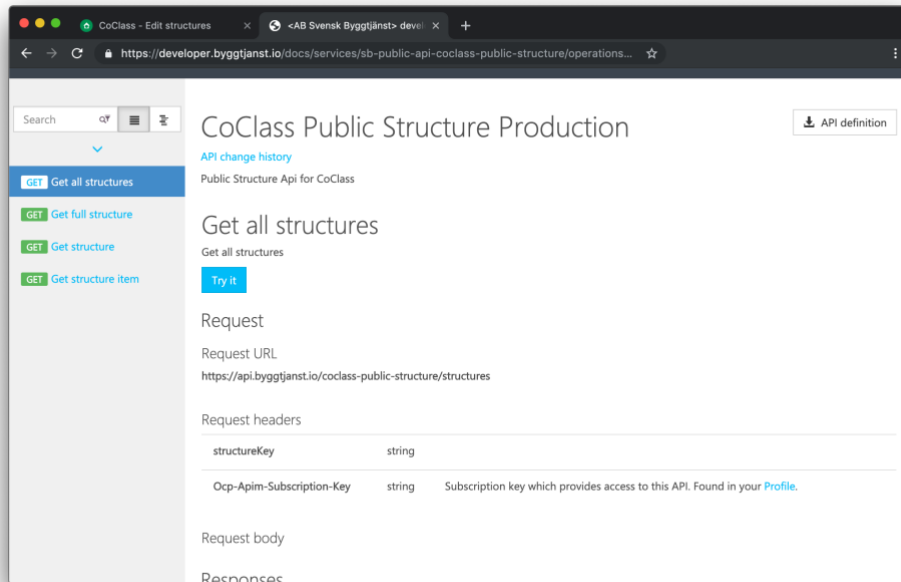 CoClass - Edit structures
<AB Svensk Byggtjänst> devel
https://developer.byggtjanst.io/docs/services/sb-public-api-coclass-public-structure/operations...
Search
CoClass Public Structure Production
API definition
API change history
Public Structure Api for CoClass
GET Get all structures
GET Get full structure
GET Get structure
GET Get structure item
Get all structures
Get all structures
Try it
Request
Request URL
https://api.byggtjanst.io/coclass-public-structure/structures
Request headers
structureKey string
Ocp-Apim-Subscription-Key string Subscription key which provides access to this API. Found in your Profile.
Request body
Responses